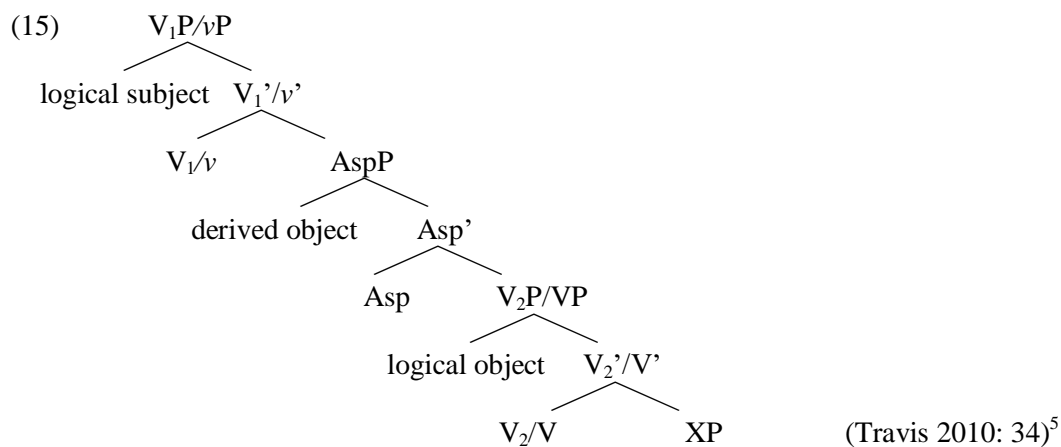 (15) V₁P/vP
logical subject V₁’/v’
V₁/v AspP
derived object Asp’
Asp V₂P/VP
logical object V₂’/V’
V₂/V XP (Travis 2010: 34)⁵